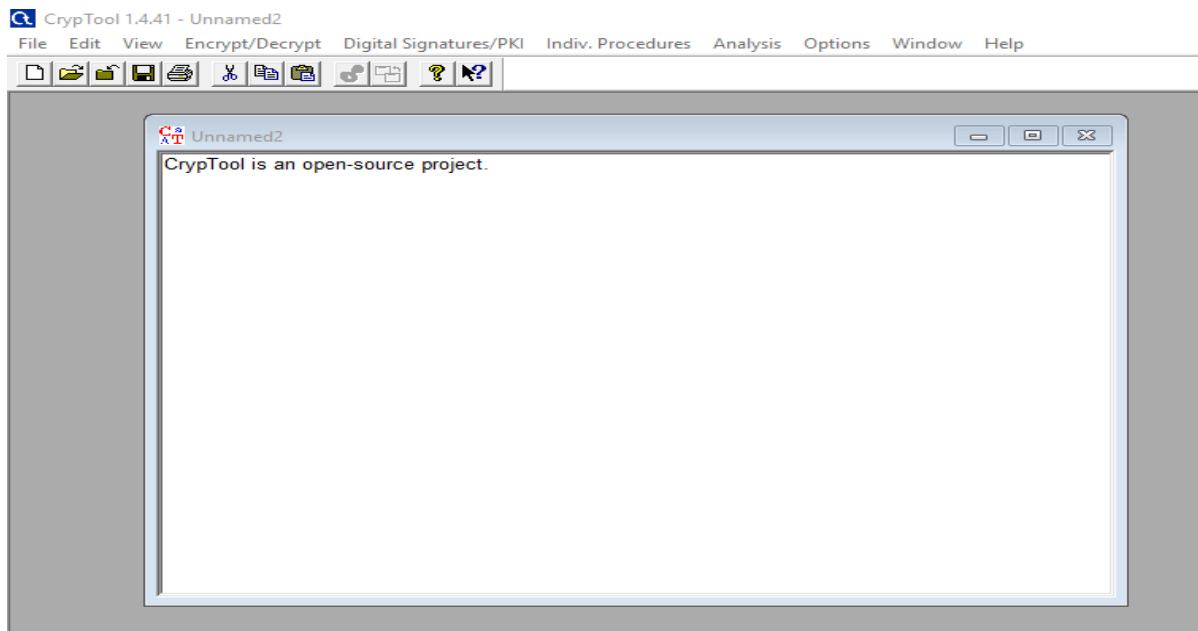 CrypTool 1.4.41 - Unnamed2
File Edit View Encrypt/Decrypt Digital Signatures/PKI Indiv. Procedures Analysis Options Window Help
Unnamed2
CrypTool is an open-source project.